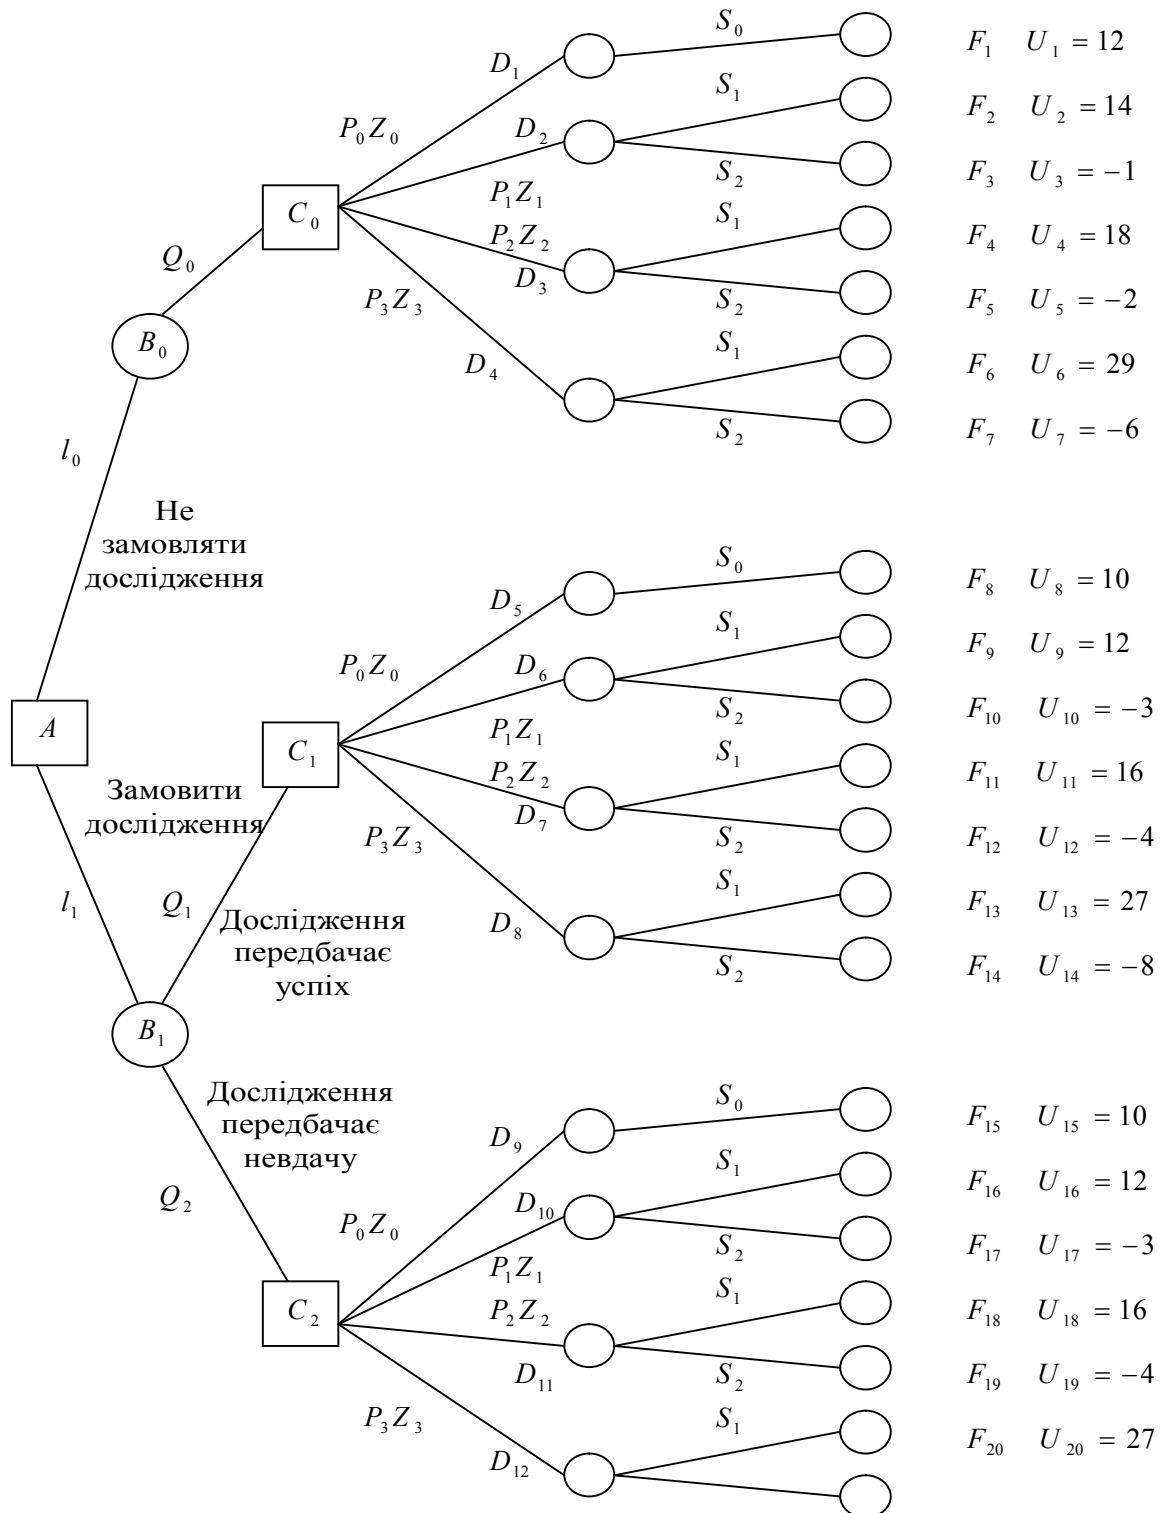 S₀
F₁ U₁ = 12
D₁
S₁
F₂ U₂ = 14
P₀Z₀
D₂
S₂
F₃ U₃ = −1
P₁Z₁
C₀
S₁
F₄ U₄ = 18
P₂Z₂
Q₀
D₃
S₂
F₅ U₅ = −2
P₃Z₃
B₀
S₁
F₆ U₆ = 29
D₄
S₂
F₇ U₇ = −6
l₀
Не
замовляти
дослідження
S₀
F₈ U₈ = 10
D₅
S₁
F₉ U₉ = 12
P₀Z₀
D₆
S₂
F₁₀ U₁₀ = −3
A
P₁Z₁
C₁
S₁
F₁₁ U₁₁ = 16
P₂Z₂
Замовити
дослідження
D₇
S₂
F₁₂ U₁₂ = −4
P₃Z₃
S₁
F₁₃ U₁₃ = 27
l₁
Q₁
Дослідження
передбачає
успіх
D₈
S₂
F₁₄ U₁₄ = −8
B₁
Дослідження
передбачає
невдачу
S₀
F₁₅ U₁₅ = 10
D₉
S₁
F₁₆ U₁₆ = 12
Q₂
D₁₀
P₀Z₀
S₂
F₁₇ U₁₇ = −3
P₁Z₁
C₂
S₁
F₁₈ U₁₈ = 16
P₂Z₂
D₁₁
S₂
F₁₉ U₁₉ = −4
P₃Z₃
S₁
F₂₀ U₂₀ = 27
D₁₂